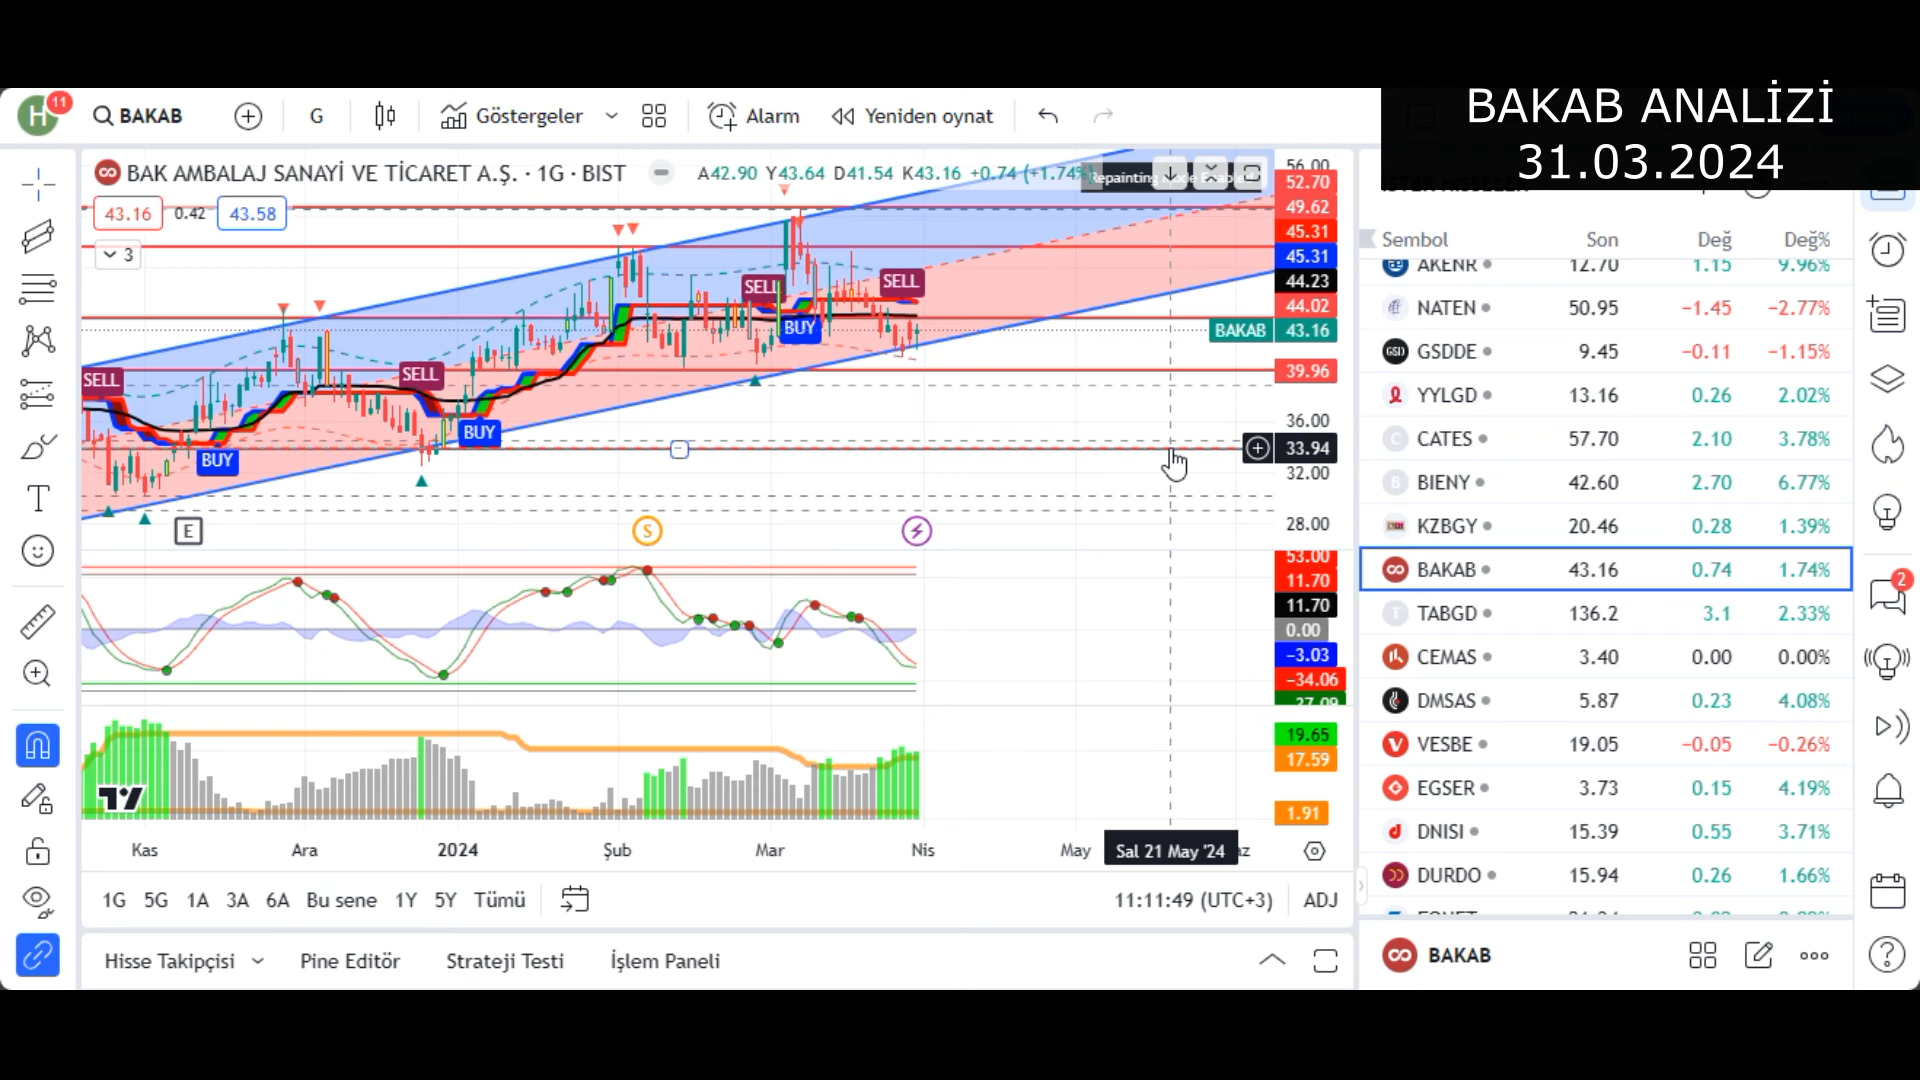 BAKAB ANALİZİ
31.03.2024
H
11
BAKAB
G
Göstergeler
Alarm
Yeniden oynat
BAK AMBALAJ SANAYİ VE TİCARET A.Ş. · 1G · BIST
A42.90 Y43.64 D41.54 K43.16 +0.74 (+1.74%)
Repainting
43.16
0.42
43.58
3
56.00
52.70
49.62
45.31
45.31
44.23
44.02
BAKAB
43.16
39.96
36.00
33.94
32.00
28.00
SELL
SELL
SELL
SELL
BUY
BUY
BUY
E
S
53.00
11.70
11.70
0.00
−3.03
−34.06
19.65
17.59
1.91
Kas
Ara
2024
Şub
Mar
Nis
May
Sal 21 May '24
az
1G
5G
1A
3A
6A
Bu sene
1Y
5Y
Tümü
11:11:49 (UTC+3)
ADJ
Hisse Takipçisi
Pine Editör
Strateji Testi
İşlem Paneli
Sembol Son Değ Değ%
AKENR 12.70 1.15 9.96%
NATEN 50.95 −1.45 −2.77%
GSD GSDDE 9.45 −0.11 −1.15%
YYLGD 13.16 0.26 2.02%
C CATES 57.70 2.10 3.78%
B BIENY 42.60 2.70 6.77%
KZBGY 20.46 0.28 1.39%
BAKAB 43.16 0.74 1.74%
T TABGD 136.2 3.1 2.33%
CEMAS 3.40 0.00 0.00%
DMSAS 5.87 0.23 4.08%
VESBE 19.05 −0.05 −0.26%
EGSER 3.73 0.15 4.19%
DNISI 15.39 0.55 3.71%
DURDO 15.94 0.26 1.66%
BAKAB
2